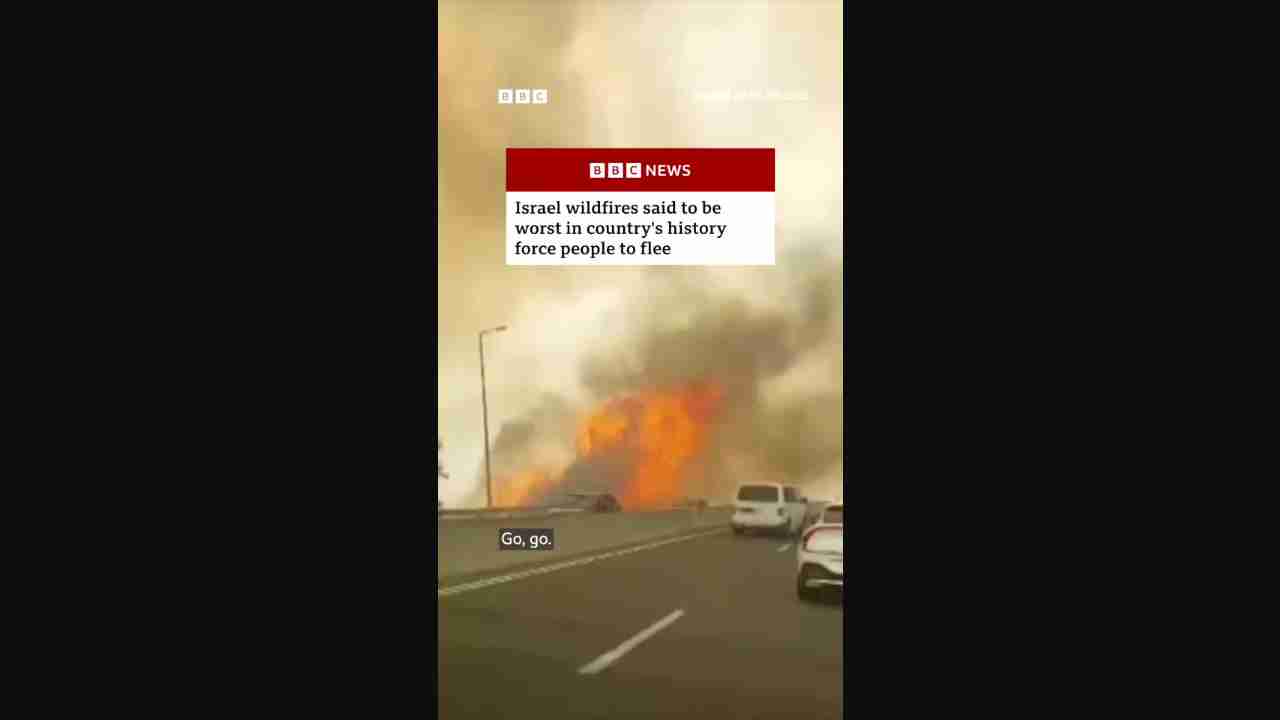 BBC
BBC NEWS
Israel wildfires said to be
worst in country's history
force people to flee
Go, go.